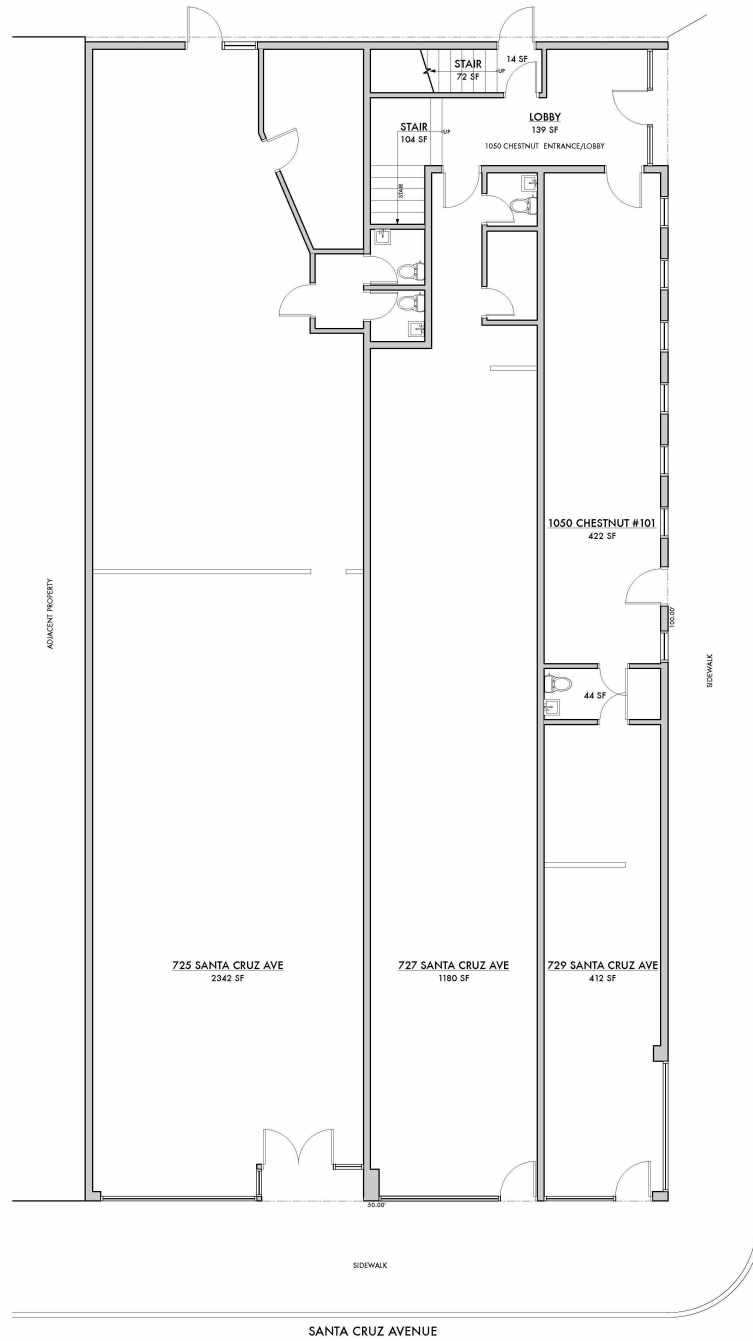 STAIR
72 SF
UP
14 SF
STAIR
104 SF
UP
STAIR
LOBBY
139 SF
1050 CHESTNUT ENTRANCE/LOBBY
1050 CHESTNUT #101
422 SF
ADJACENT PROPERTY
100.00'
SIDEWALK
44 SF
725 SANTA CRUZ AVE
2342 SF
727 SANTA CRUZ AVE
1180 SF
729 SANTA CRUZ AVE
412 SF
50.00'
SIDEWALK
SANTA CRUZ AVENUE